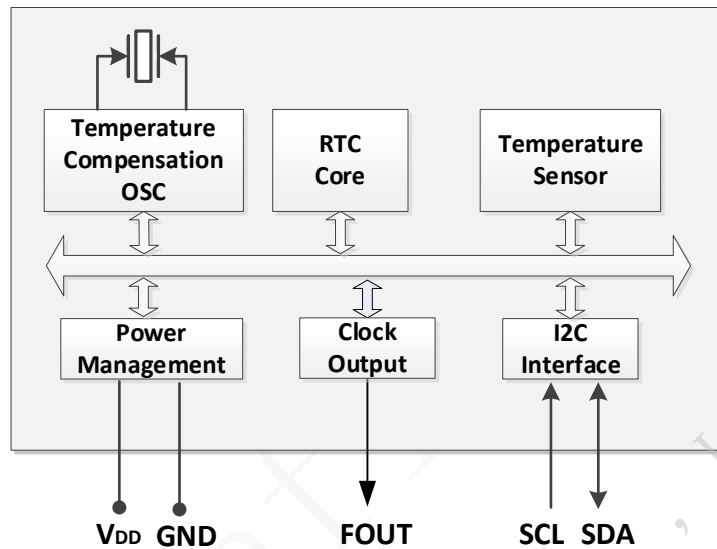 Temperature
Compensation
OSC
RTC
Core
Temperature
Sensor
Power
Management
Clock
Output
I2C
Interface
VDD GND FOUT SCL SDA